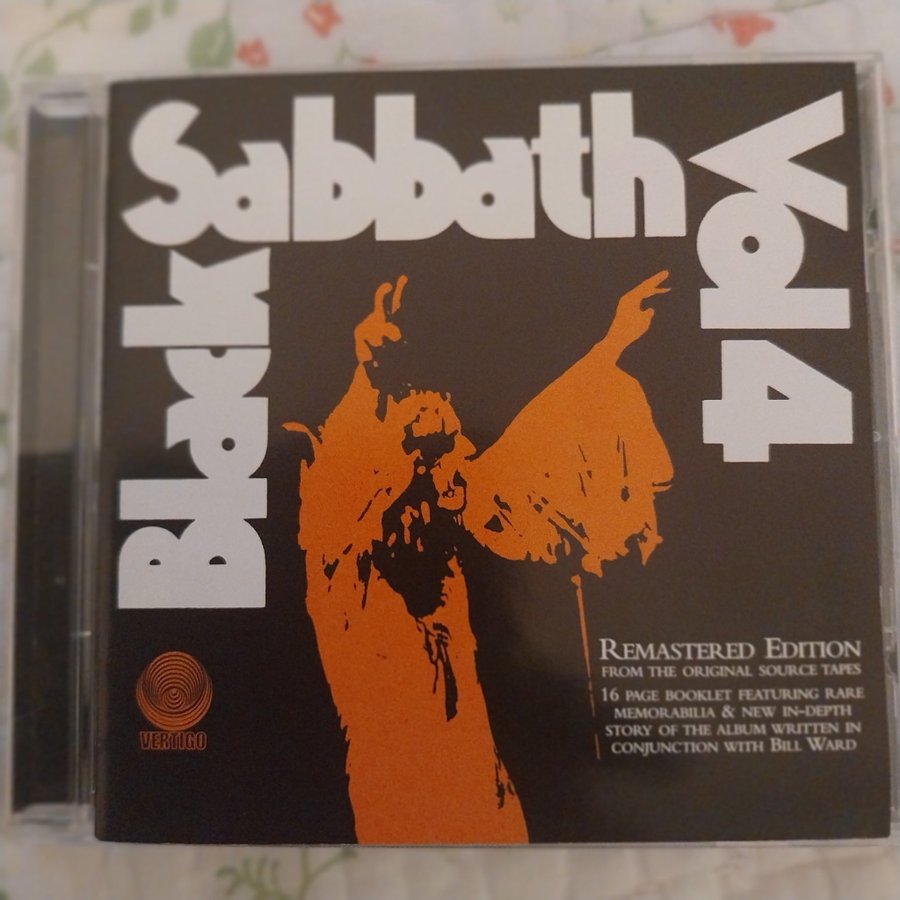 Black
Sabbath
Vol 4
VERTIGO
REMASTERED EDITION
FROM THE ORIGINAL SOURCE TAPES
16 PAGE BOOKLET FEATURING RARE
MEMORABILIA & NEW IN-DEPTH
STORY OF THE ALBUM WRITTEN IN
CONJUNCTION WITH BILL WARD